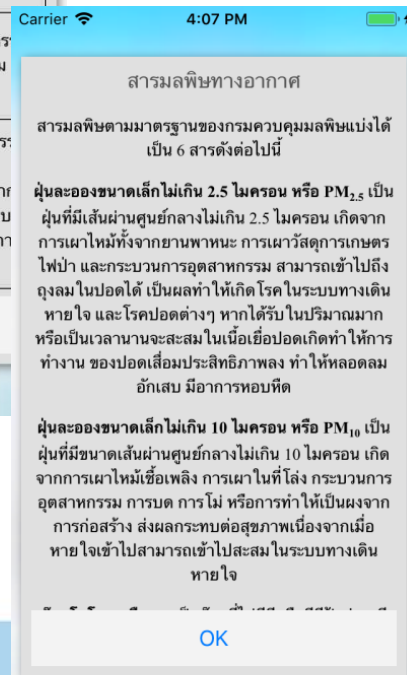 Carrier
4:07 PM
สารมลพิษทางอากาศ
สารมลพิษตามมาตรฐานของกรมควบคุมมลพิษแบ่งได้
เป็น 6 สารดังต่อไปนี้
ฝุ่นละอองขนาดเล็กไม่เกิน 2.5 ไมครอน หรือ PM2.5 เป็น
ฝุ่นที่มีเส้นผ่านศูนย์กลางไม่เกิน 2.5 ไมครอน เกิดจาก
การเผาไหม้ทั้งจากยานพาหนะ การเผาวัสดุการเกษตร
ไฟป่า และกระบวนการอุตสาหกรรม สามารถเข้าไปถึง
ถุงลมในปอดได้ เป็นผลทำให้เกิดโรคในระบบทางเดิน
หายใจ และโรคปอดต่างๆ หากได้รับในปริมาณมาก
หรือเป็นเวลานานจะสะสมในเนื้อเยื่อปอดเกิดทำให้การ
ทำงาน ของปอดเสื่อมประสิทธิภาพลง ทำให้หลอดลม
อักเสบ มีอาการหอบหืด
ฝุ่นละอองขนาดเล็กไม่เกิน 10 ไมครอน หรือ PM10 เป็น
ฝุ่นที่มีขนาดเส้นผ่านศูนย์กลางไม่เกิน 10 ไมครอน เกิด
จากการเผาไหม้เชื้อเพลิง การเผาในที่โล่ง กระบวนการ
อุตสาหกรรม การบด การโม่ หรือการทำให้เป็นผงจาก
การก่อสร้าง ส่งผลกระทบต่อสุขภาพเนื่องจากเมื่อ
หายใจเข้าไปสามารถเข้าไปสะสมในระบบทางเดิน
หายใจ
OK